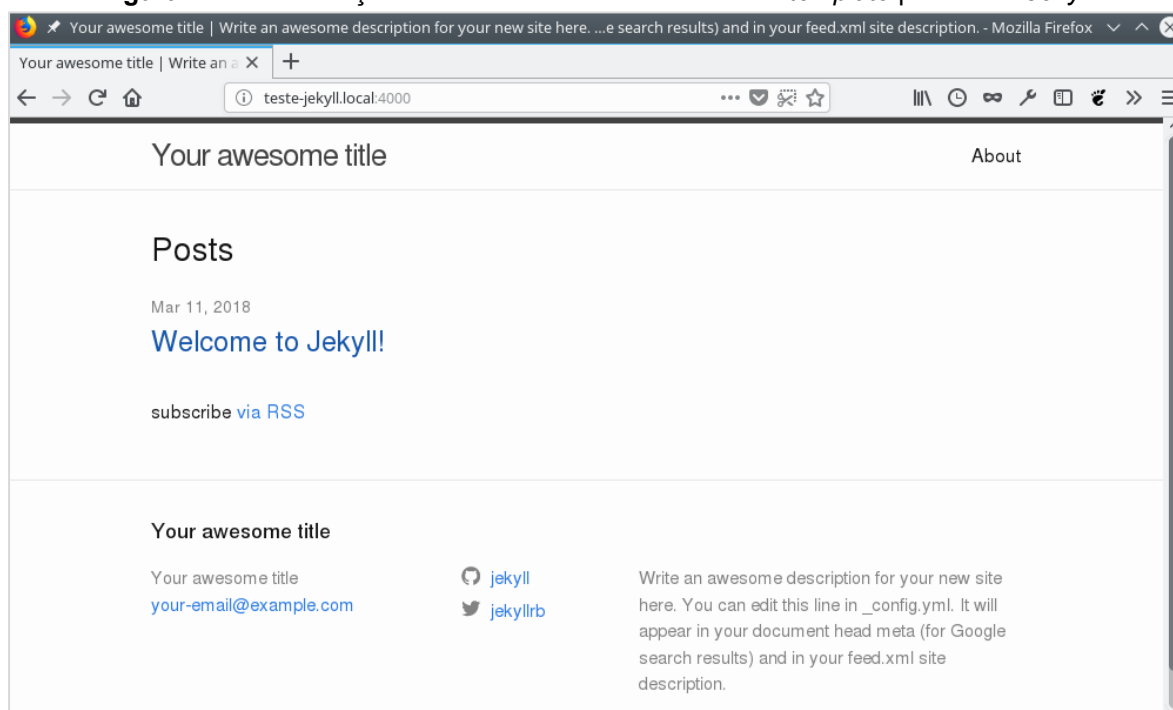 Your awesome title | Write an awesome description for your new site here. ...e search results) and in your feed.xml site description. - Mozilla Firefox
Your awesome title | Write an a
teste-jekyll.local:4000
Your awesome title
About
Posts
Mar 11, 2018
Welcome to Jekyll!
subscribe via RSS
Your awesome title
Your awesome title
your-email@example.com
jekyll
jekyllrb
Write an awesome description for your new site
here. You can edit this line in _config.yml. It will
appear in your document head meta (for Google
search results) and in your feed.xml site
description.